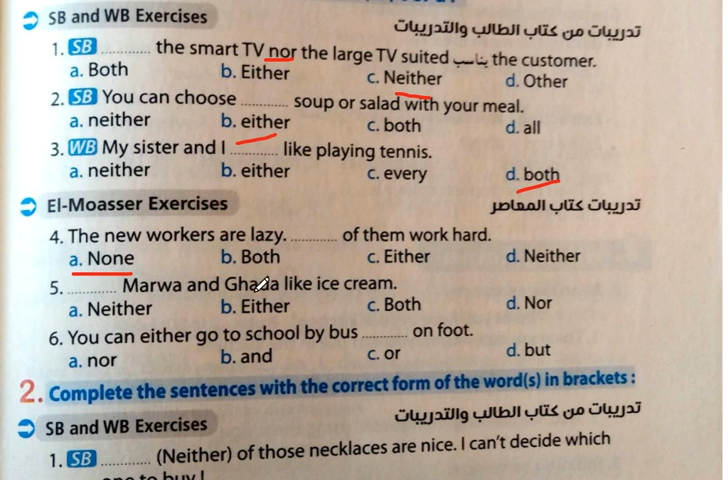 SB and WB Exercises تدريبات من كتاب الطالب والتدريبات
1. SB ............ the smart TV nor the large TV suited يناسب the customer.
a. Both b. Either c. Neither d. Other
2. SB You can choose ............ soup or salad with your meal.
a. neither b. either c. both d. all
3. WB My sister and I ............ like playing tennis.
a. neither b. either c. every d. both
El-Moasser Exercises تدريبات كتاب المعاصر
4. The new workers are lazy. ............ of them work hard.
a. None b. Both c. Either d. Neither
5. ............ Marwa and Ghada like ice cream.
a. Neither b. Either c. Both d. Nor
6. You can either go to school by bus ............ on foot.
a. nor b. and c. or d. but
2. Complete the sentences with the correct form of the word(s) in brackets :
SB and WB Exercises تدريبات من كتاب الطالب والتدريبات
1. SB ............ (Neither) of those necklaces are nice. I can't decide which
one to buy!